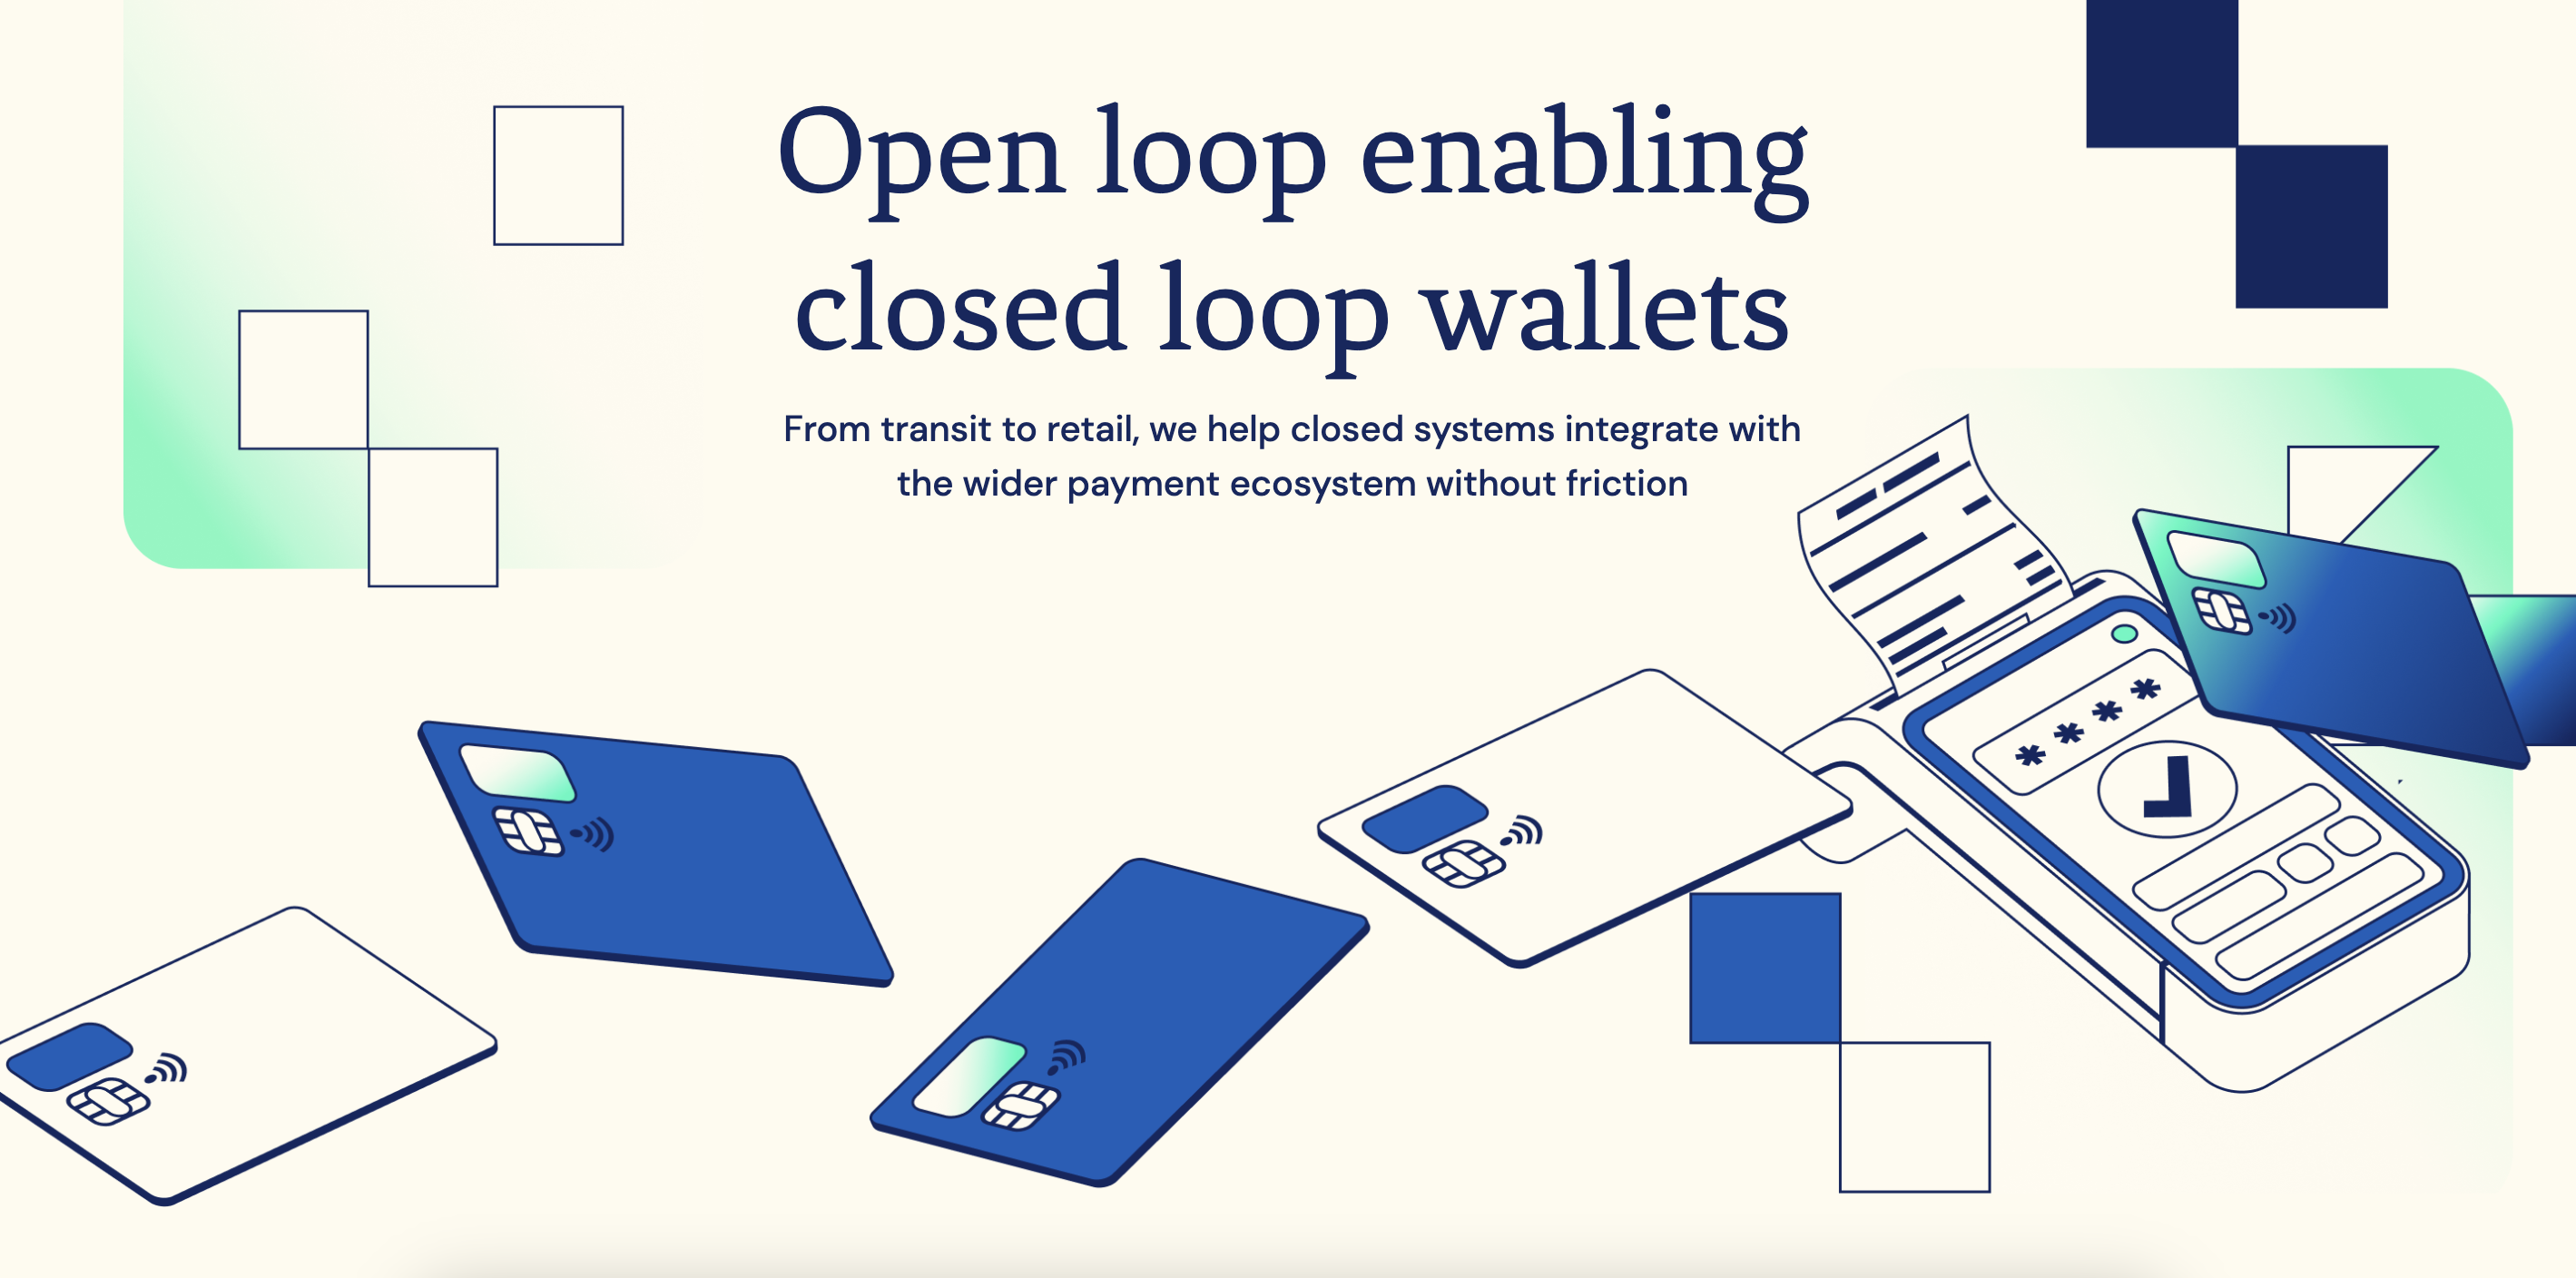 Open loop enabling
closed loop wallets
From transit to retail, we help closed systems integrate with
the wider payment ecosystem without friction
* * * *